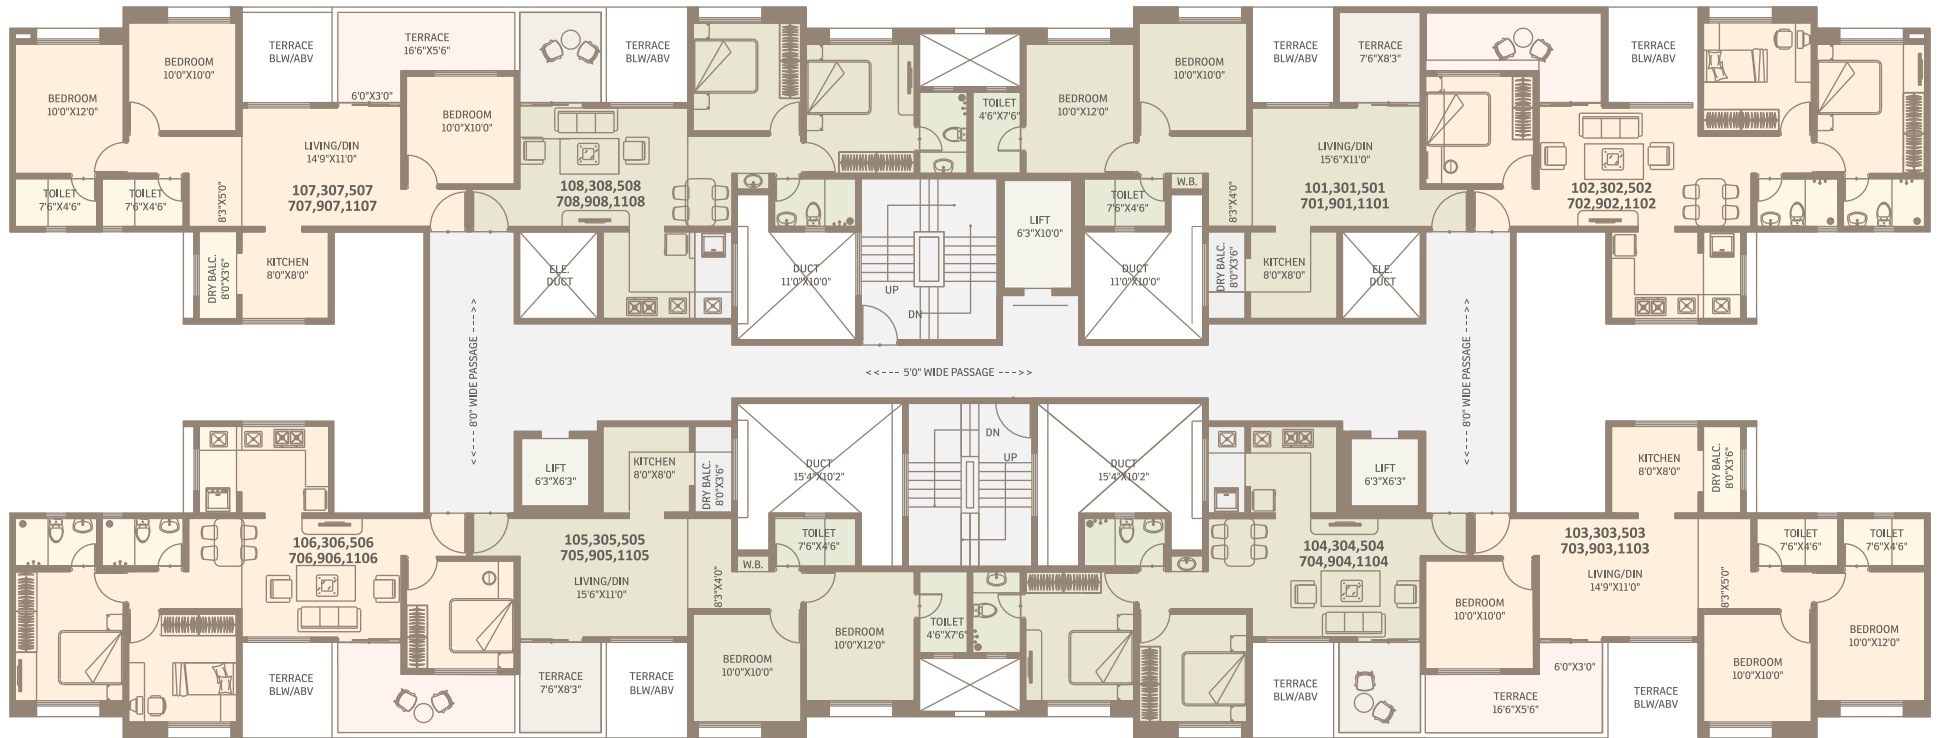 BEDROOM
10'0"X12'0"
BEDROOM
10'0"X10'0"
TERRACE
BLW/ABV
TERRACE
16'6"X5'6"
6'0"X3'0"
BEDROOM
10'0"X10'0"
LIVING/DIN
14'9"X11'0"
107,307,507
707,907,1107
TOILET
7'6"X4'6"
TOILET
7'6"X4'6"
8'3"X5'0"
DRY BALC.
8'0"X3'6"
KITCHEN
8'0"X8'0"
TERRACE
BLW/ABV
108,308,508
708,908,1108
ELE.
DUCT
DUCT
11'0"X10'0"
UP
DN
LIFT
6'3"X10'0"
TOILET
4'6"X7'6"
BEDROOM
10'0"X12'0"
BEDROOM
10'0"X10'0"
TERRACE
BLW/ABV
TERRACE
7'6"X8'3"
LIVING/DIN
15'6"X11'0"
101,301,501
701,901,1101
TOILET
7'6"X4'6"
W.B.
8'3"X4'0"
DUCT
11'0"X10'0"
DRY BALC.
8'0"X3'6"
KITCHEN
8'0"X8'0"
ELE.
DUCT
TERRACE
BLW/ABV
102,302,502
702,902,1102
<<---- 8'0" WIDE PASSAGE ---->>
<<--- 5'0" WIDE PASSAGE --->>
<<---- 8'0" WIDE PASSAGE ---->>
106,306,506
706,906,1106
TERRACE
BLW/ABV
LIFT
6'3"X6'3"
KITCHEN
8'0"X8'0"
DRY BALC.
8'0"X3'6"
105,305,505
705,905,1105
LIVING/DIN
15'6"X11'0"
8'3"X4'0"
TERRACE
7'6"X8'3"
TERRACE
BLW/ABV
BEDROOM
10'0"X10'0"
DUCT
15'4"X10'2"
TOILET
7'6"X4'6"
W.B.
BEDROOM
10'0"X12'0"
TOILET
4'6"X7'6"
DN
UP
DUCT
15'4"X10'2"
104,304,504
704,904,1104
LIFT
6'3"X6'3"
TERRACE
BLW/ABV
KITCHEN
8'0"X8'0"
DRY BALC.
8'0"X3'6"
103,303,503
703,903,1103
LIVING/DIN
14'9"X11'0"
8'3"X5'0"
TOILET
7'6"X4'6"
TOILET
7'6"X4'6"
BEDROOM
10'0"X10'0"
6'0"X3'0"
TERRACE
16'6"X5'6"
TERRACE
BLW/ABV
BEDROOM
10'0"X10'0"
BEDROOM
10'0"X12'0"